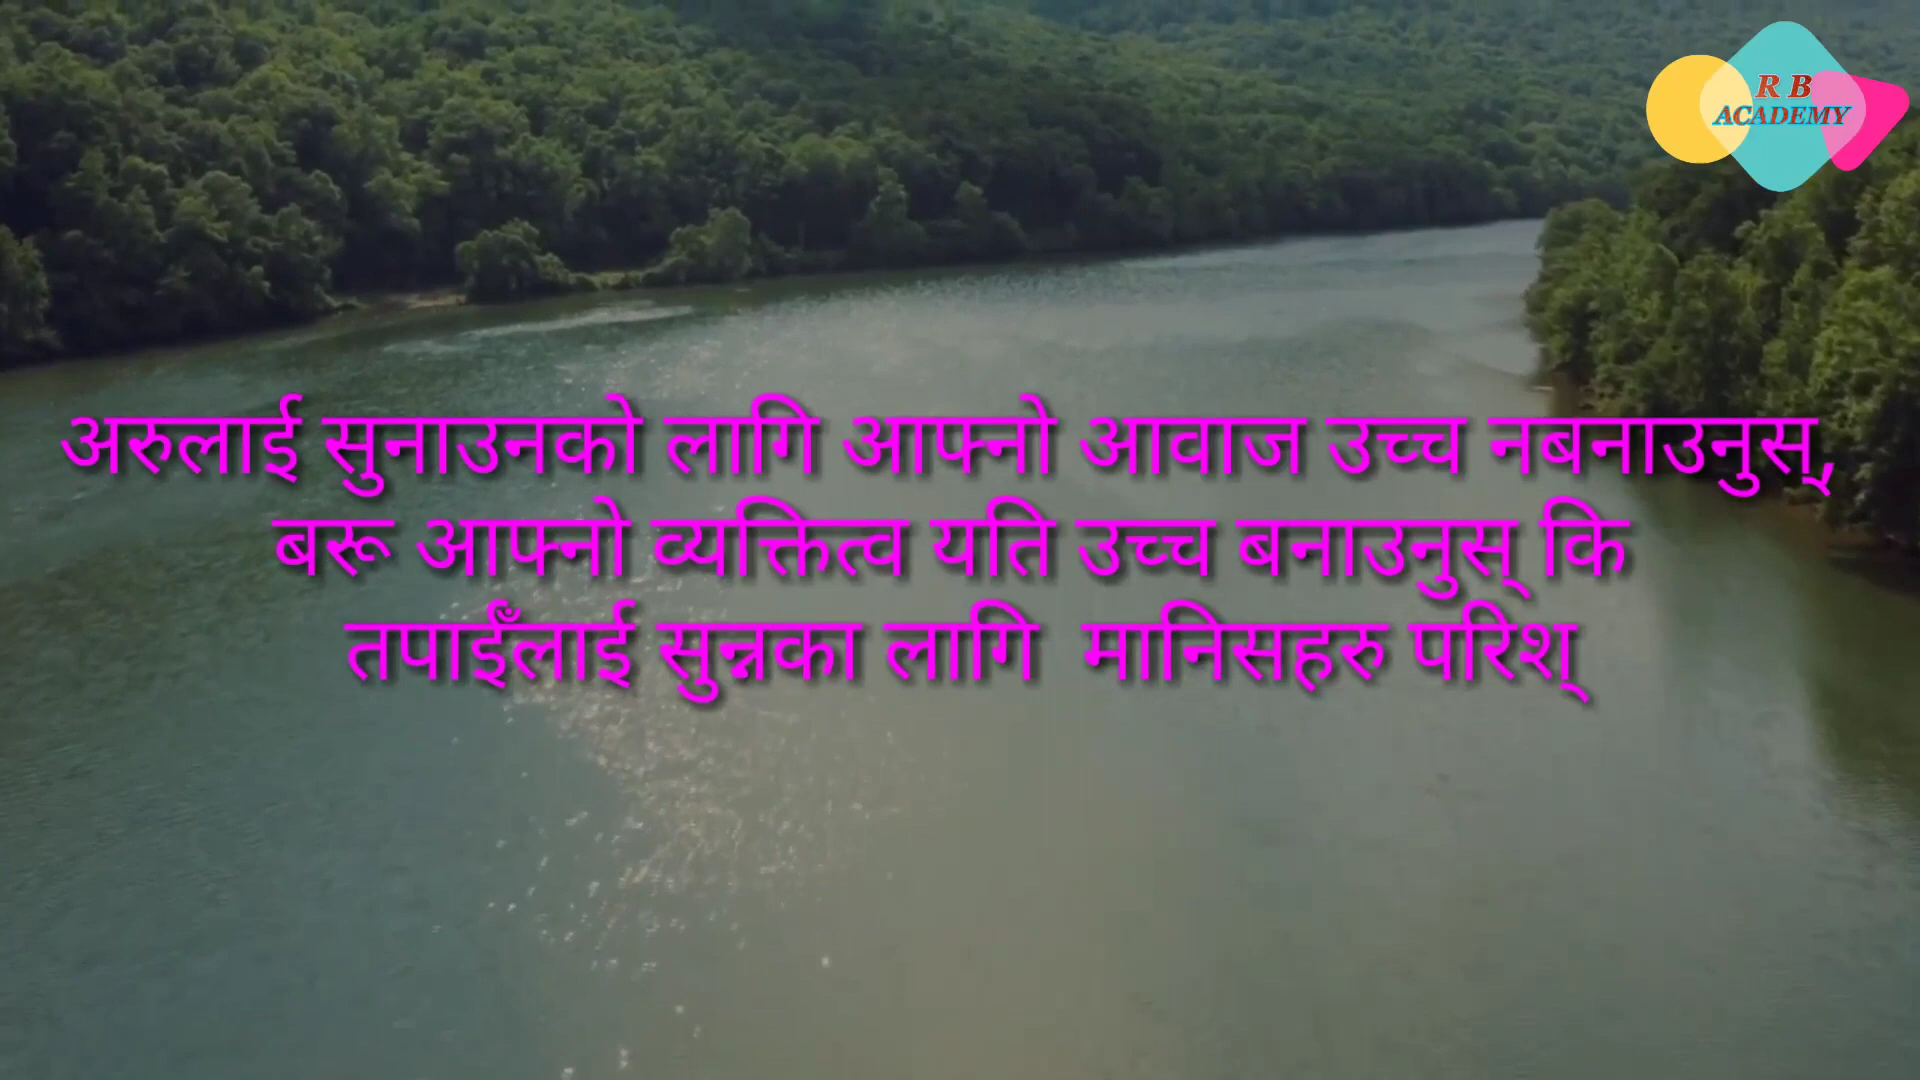 R B
ACADEMY
अरुलाई सुनाउनको लागि आफ्नो आवाज उच्च नबनाउनुस्,
बरू आफ्नो व्यक्तित्व यति उच्च बनाउनुस् कि
तपाईँलाई सुन्नका लागि  मानिसहरु परिश्